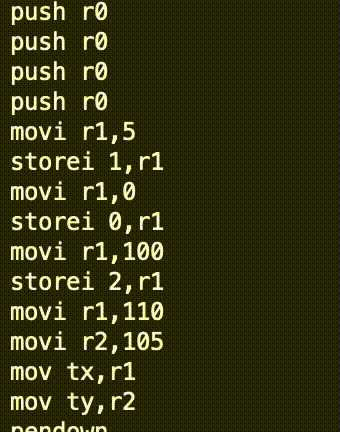 push r0
push r0
push r0
push r0
movi r1,5
storei 1,r1
movi r1,0
storei 0,r1
movi r1,100
storei 2,r1
movi r1,110
movi r2,105
mov tx,r1
mov ty,r2
pendown